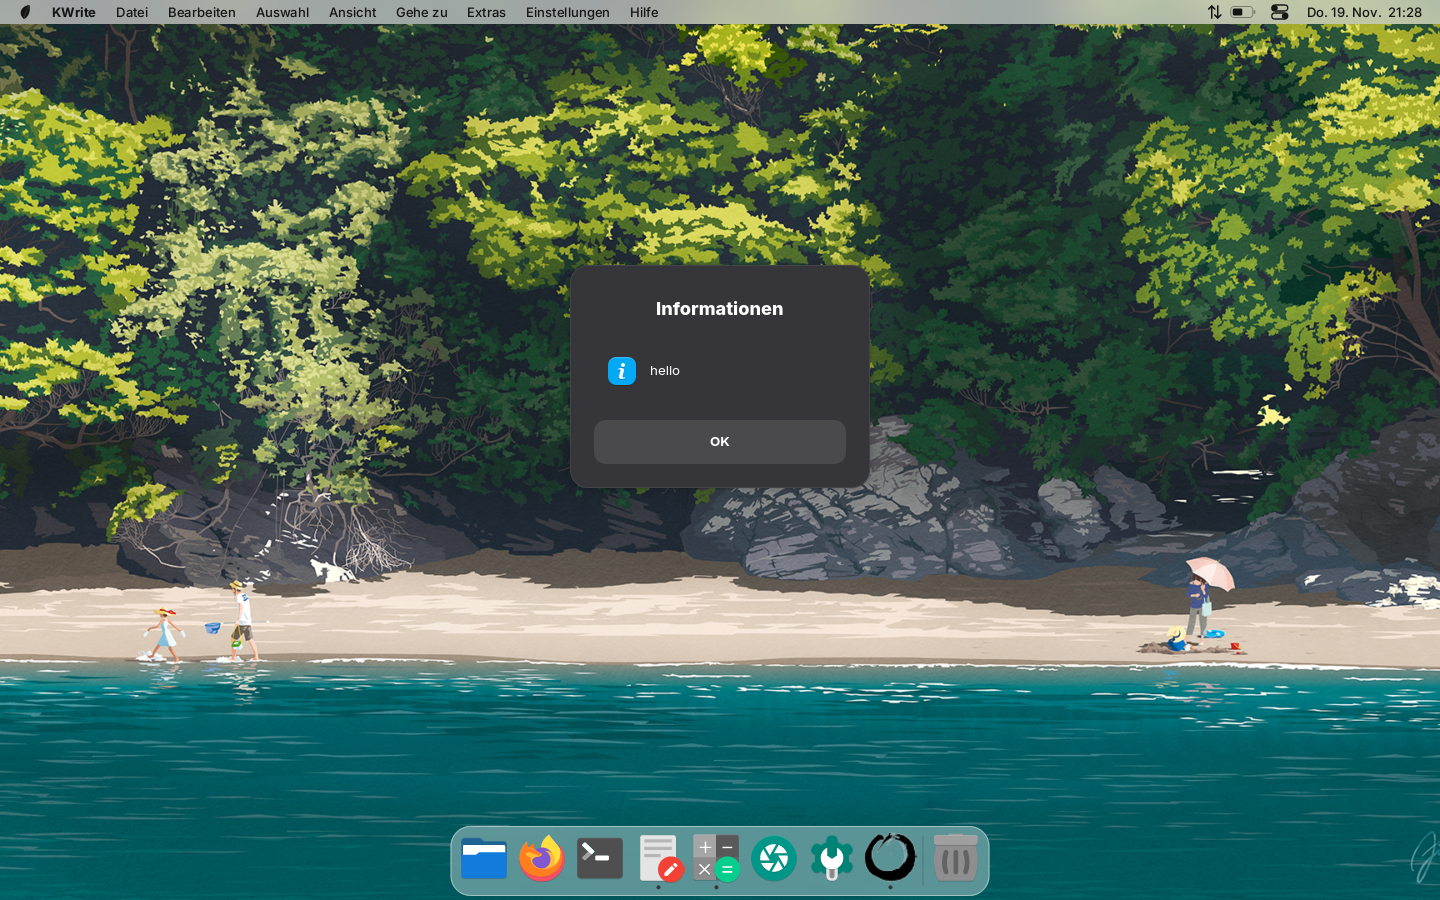 KWrite Datei Bearbeiten Auswahl Ansicht Gehe zu Extras Einstellungen Hilfe Do. 19. Nov. 21:28
Informationen
hello
OK